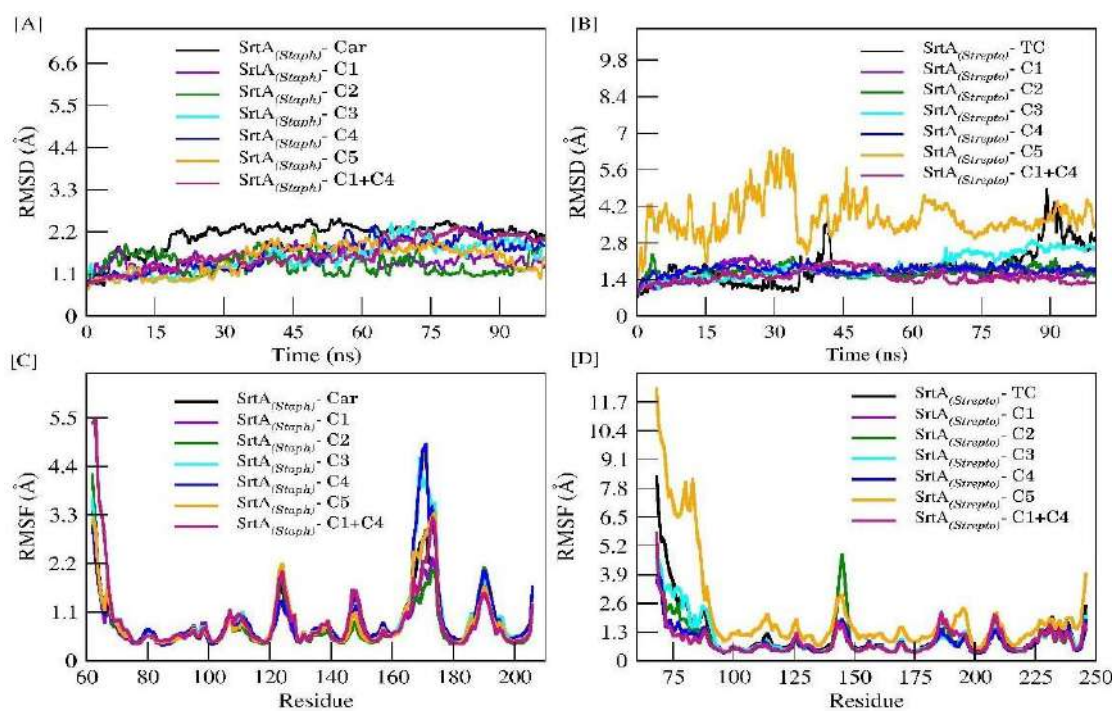 [A]
SrtA(Staph)- Car
SrtA(Staph)- C1
SrtA(Staph)- C2
SrtA(Staph)- C3
SrtA(Staph)- C4
SrtA(Staph)- C5
SrtA(Staph)- C1+C4
RMSD (Å)
6.6
5.5
4.4
3.3
2.2
1.1
0
0 15 30 45 60 75 90
Time (ns)
[B]
SrtA(Strepto)- TC
SrtA(Strepto)- C1
SrtA(Strepto)- C2
SrtA(Strepto)- C3
SrtA(Strepto)- C4
SrtA(Strepto)- C5
SrtA(Strepto)- C1+C4
RMSD (Å)
9.8
8.4
7
5.6
4.2
2.8
1.4
0
0 15 30 45 60 75 90
Time (ns)
[C]
SrtA(Staph)- Car
SrtA(Staph)- C1
SrtA(Staph)- C2
SrtA(Staph)- C3
SrtA(Staph)- C4
SrtA(Staph)- C5
SrtA(Staph)- C1+C4
RMSF (Å)
5.5
4.4
3.3
2.2
1.1
0
60 80 100 120 140 160 180 200
Residue
[D]
SrtA(Strepto)- TC
SrtA(Strepto)- C1
SrtA(Strepto)- C2
SrtA(Strepto)- C3
SrtA(Strepto)- C4
SrtA(Strepto)- C5
SrtA(Strepto)- C1+C4
RMSF (Å)
11.7
10.4
9.1
7.8
6.5
5.2
3.9
2.6
1.3
0
75 100 125 150 175 200 225 250
Residue